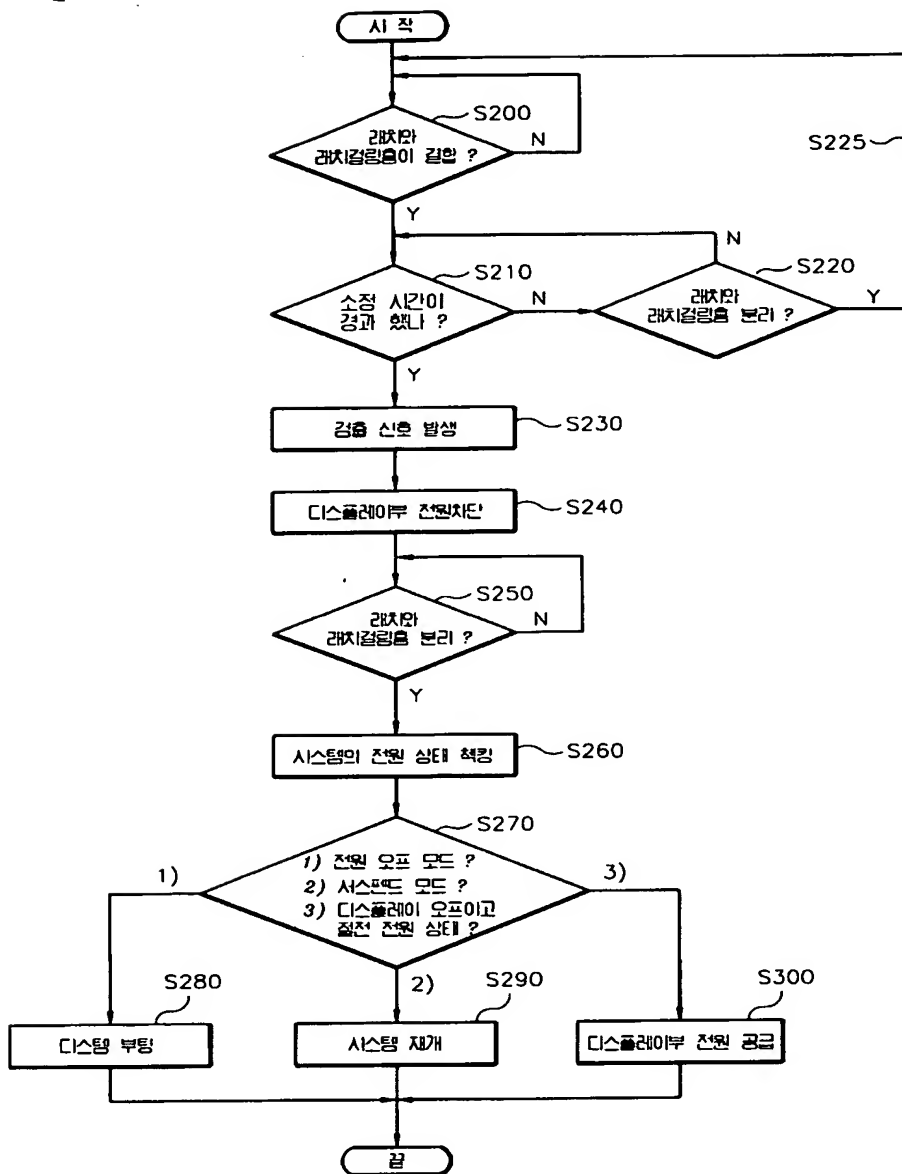 시 작
S200
래치와
래치걸림홈이 결합 ?
N
S225
Y
N
S210
S220
소정 시간이
경과 했나 ?
N
래치와
래치걸림홈 분리 ?
Y
Y
검출 신호 발생
S230
디스플레이부 전원차단
S240
S250
래치와
래치걸림홈 분리 ?
N
Y
시스템의 전원 상태 첵킹
S260
S270
1) 전원 오프 모드 ?
2) 서스펜드 모드 ?
3) 디스플레이 오프이고
절전 전원 상태 ?
1)
3)
2)
S280
S290
S300
디스템 부팅
시스템 재개
디스플레이부 전원 공급
끝